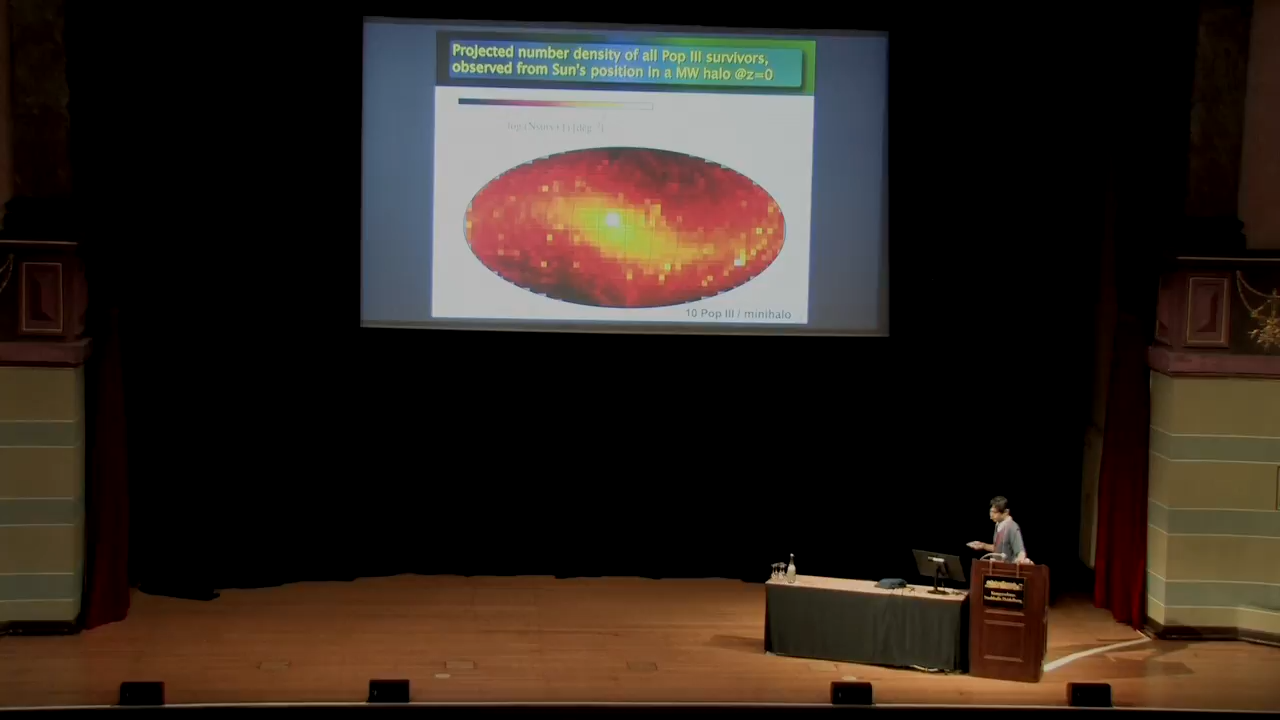 Projected number density of all Pop III survivors,
observed from Sun's position in a MW halo @z=0
10 Pop III / minihalo